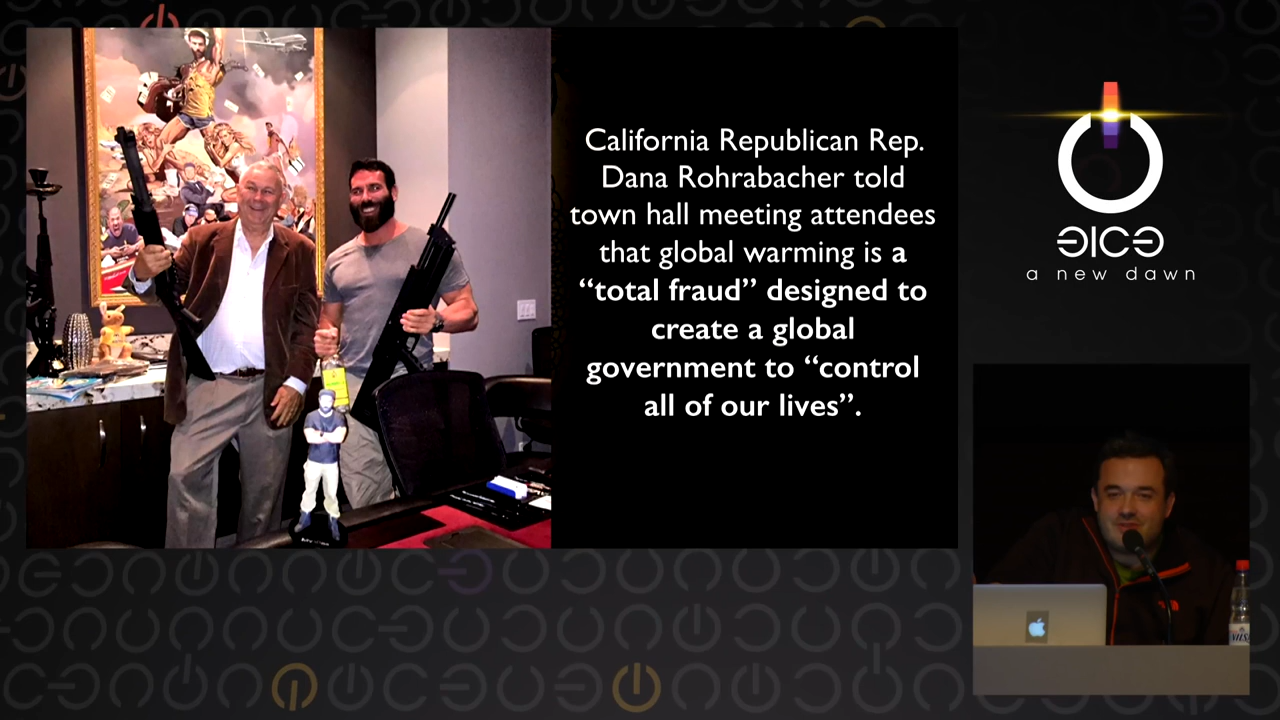 California Republican Rep.
Dana Rohrabacher told
town hall meeting attendees
that global warming is a
“total fraud” designed to
create a global
government to “control
all of our lives”.
a new dawn